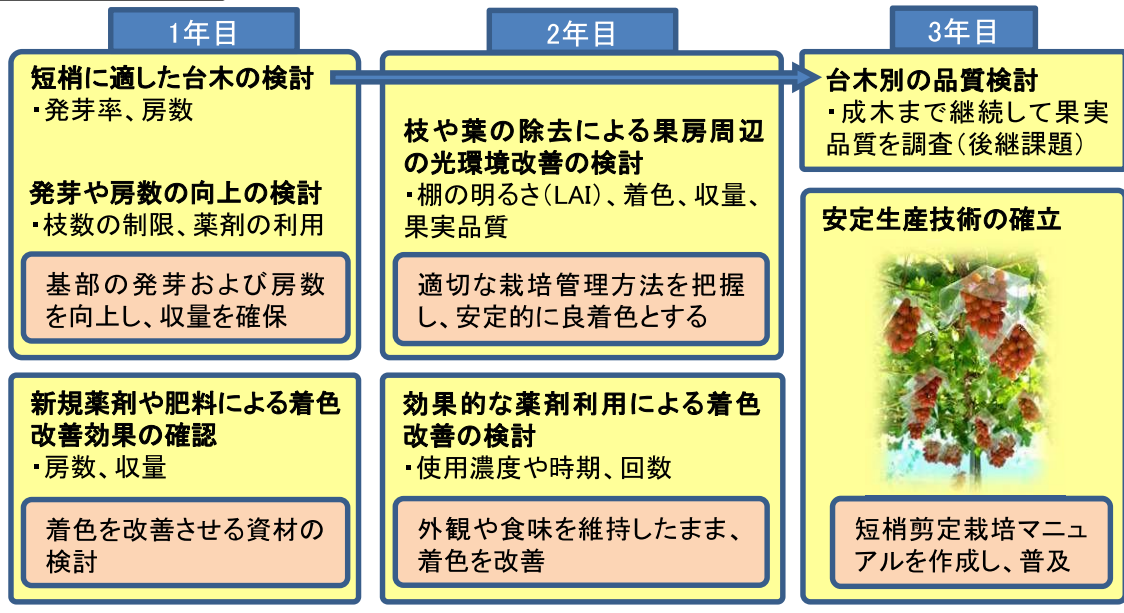 1年目
短梢に適した台木の検討
・発芽率、房数
発芽や房数の向上の検討
・枝数の制限、薬剤の利用
基部の発芽および房数
を向上し、収量を確保
新規薬剤や肥料による着色
改善効果の確認
・房数、収量
着色を改善させる資材の
検討
2年目
枝や葉の除去による果房周辺
の光環境改善の検討
・棚の明るさ(LAI)、着色、収量、
果実品質
適切な栽培管理方法を把握
し、安定的に良着色とする
効果的な薬剤利用による着色
改善の検討
・使用濃度や時期、回数
外観や食味を維持したまま、
着色を改善
3年目
台木別の品質検討
・成木まで継続して果実
品質を調査(後継課題)
安定生産技術の確立
短梢剪定栽培マニュ
アルを作成し、普及